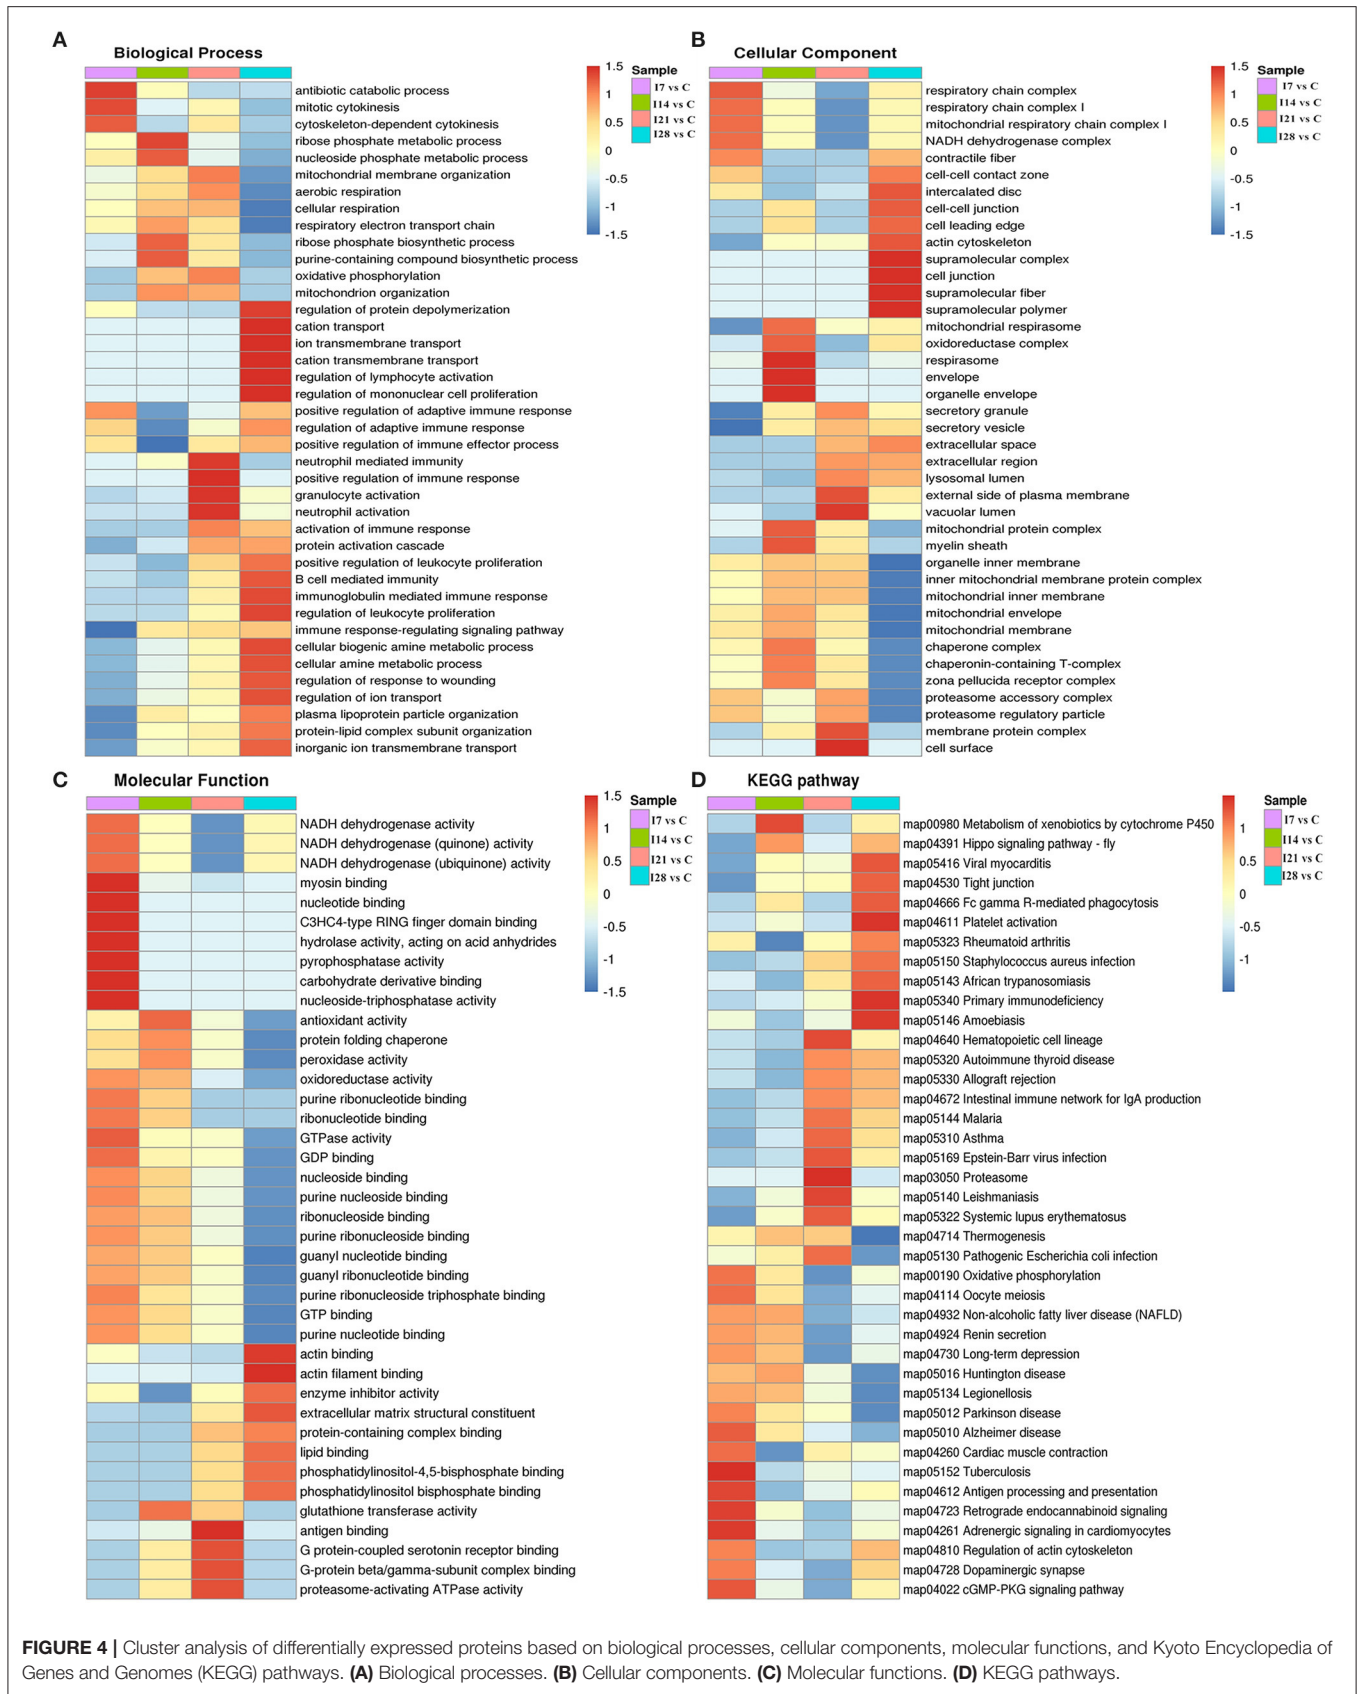 A
Biological Process
antibiotic catabolic process
mitotic cytokinesis
cytoskeleton-dependent cytokinesis
ribose phosphate metabolic process
nucleoside phosphate metabolic process
mitochondrial membrane organization
aerobic respiration
cellular respiration
respiratory electron transport chain
ribose phosphate biosynthetic process
purine-containing compound biosynthetic process
oxidative phosphorylation
mitochondrion organization
regulation of protein depolymerization
cation transport
ion transmembrane transport
cation transmembrane transport
regulation of lymphocyte activation
regulation of mononuclear cell proliferation
positive regulation of adaptive immune response
regulation of adaptive immune response
positive regulation of immune effector process
neutrophil mediated immunity
positive regulation of immune response
granulocyte activation
neutrophil activation
activation of immune response
protein activation cascade
positive regulation of leukocyte proliferation
B cell mediated immunity
immunoglobulin mediated immune response
regulation of leukocyte proliferation
immune response-regulating signaling pathway
cellular biogenic amine metabolic process
cellular amine metabolic process
regulation of response to wounding
regulation of ion transport
plasma lipoprotein particle organization
protein-lipid complex subunit organization
inorganic ion transmembrane transport
1.5
1
0.5
0
-0.5
-1
-1.5
Sample
I7 vs C
I14 vs C
I21 vs C
I28 vs C
B
Cellular Component
respiratory chain complex
respiratory chain complex I
mitochondrial respiratory chain complex I
NADH dehydrogenase complex
contractile fiber
cell-cell contact zone
intercalated disc
cell-cell junction
cell leading edge
actin cytoskeleton
supramolecular complex
cell junction
supramolecular fiber
supramolecular polymer
mitochondrial respirasome
oxidoreductase complex
respirasome
envelope
organelle envelope
secretory granule
secretory vesicle
extracellular space
extracellular region
lysosomal lumen
external side of plasma membrane
vacuolar lumen
mitochondrial protein complex
myelin sheath
organelle inner membrane
inner mitochondrial membrane protein complex
mitochondrial inner membrane
mitochondrial envelope
mitochondrial membrane
chaperone complex
chaperonin-containing T-complex
zona pellucida receptor complex
proteasome accessory complex
proteasome regulatory particle
membrane protein complex
cell surface
1.5
1
0.5
0
-0.5
-1
-1.5
Sample
I7 vs C
I14 vs C
I21 vs C
I28 vs C
C
Molecular Function
NADH dehydrogenase activity
NADH dehydrogenase (quinone) activity
NADH dehydrogenase (ubiquinone) activity
myosin binding
nucleotide binding
C3HC4-type RING finger domain binding
hydrolase activity, acting on acid anhydrides
pyrophosphatase activity
carbohydrate derivative binding
nucleoside-triphosphatase activity
antioxidant activity
protein folding chaperone
peroxidase activity
oxidoreductase activity
purine ribonucleotide binding
ribonucleotide binding
GTPase activity
GDP binding
nucleoside binding
purine nucleoside binding
ribonucleoside binding
purine ribonucleoside binding
guanyl nucleotide binding
guanyl ribonucleotide binding
purine ribonucleoside triphosphate binding
GTP binding
purine nucleotide binding
actin binding
actin filament binding
enzyme inhibitor activity
extracellular matrix structural constituent
protein-containing complex binding
lipid binding
phosphatidylinositol-4,5-bisphosphate binding
phosphatidylinositol bisphosphate binding
glutathione transferase activity
antigen binding
G protein-coupled serotonin receptor binding
G-protein beta/gamma-subunit complex binding
proteasome-activating ATPase activity
1.5
1
0.5
0
-0.5
-1
-1.5
Sample
I7 vs C
I14 vs C
I21 vs C
I28 vs C
D
KEGG pathway
map00980 Metabolism of xenobiotics by cytochrome P450
map04391 Hippo signaling pathway - fly
map05416 Viral myocarditis
map04530 Tight junction
map04666 Fc gamma R-mediated phagocytosis
map04611 Platelet activation
map05323 Rheumatoid arthritis
map05150 Staphylococcus aureus infection
map05143 African trypanosomiasis
map05340 Primary immunodeficiency
map05146 Amoebiasis
map04640 Hematopoietic cell lineage
map05320 Autoimmune thyroid disease
map05330 Allograft rejection
map04672 Intestinal immune network for IgA production
map05144 Malaria
map05310 Asthma
map05169 Epstein-Barr virus infection
map03050 Proteasome
map05140 Leishmaniasis
map05322 Systemic lupus erythematosus
map04714 Thermogenesis
map05130 Pathogenic Escherichia coli infection
map00190 Oxidative phosphorylation
map04114 Oocyte meiosis
map04932 Non-alcoholic fatty liver disease (NAFLD)
map04924 Renin secretion
map04730 Long-term depression
map05016 Huntington disease
map05134 Legionellosis
map05012 Parkinson disease
map05010 Alzheimer disease
map04260 Cardiac muscle contraction
map05152 Tuberculosis
map04612 Antigen processing and presentation
map04723 Retrograde endocannabinoid signaling
map04261 Adrenergic signaling in cardiomyocytes
map04810 Regulation of actin cytoskeleton
map04728 Dopaminergic synapse
map04022 cGMP-PKG signaling pathway
1
0.5
0
-0.5
-1
Sample
I7 vs C
I14 vs C
I21 vs C
I28 vs C
FIGURE 4 | Cluster analysis of differentially expressed proteins based on biological processes, cellular components, molecular functions, and Kyoto Encyclopedia of
Genes and Genomes (KEGG) pathways. (A) Biological processes. (B) Cellular components. (C) Molecular functions. (D) KEGG pathways.